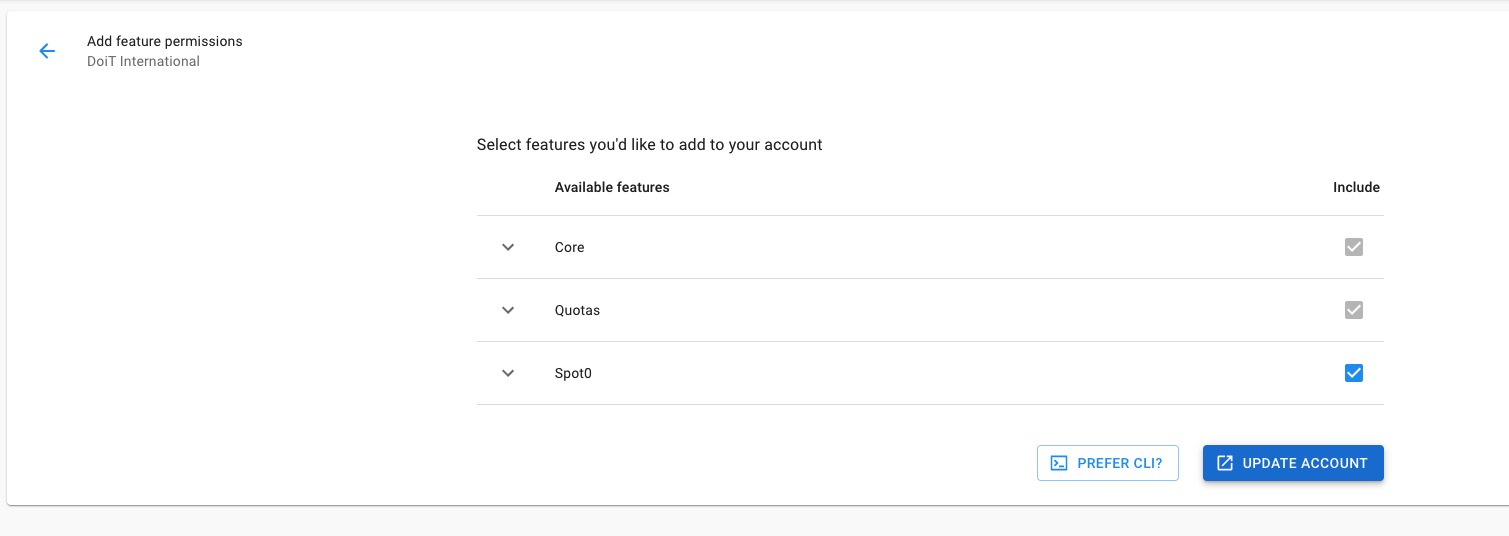 Add feature permissions
DoiT International
Select features you'd like to add to your account
Available features Include
Core
Quotas
Spot0
PREFER CLI? UPDATE ACCOUNT